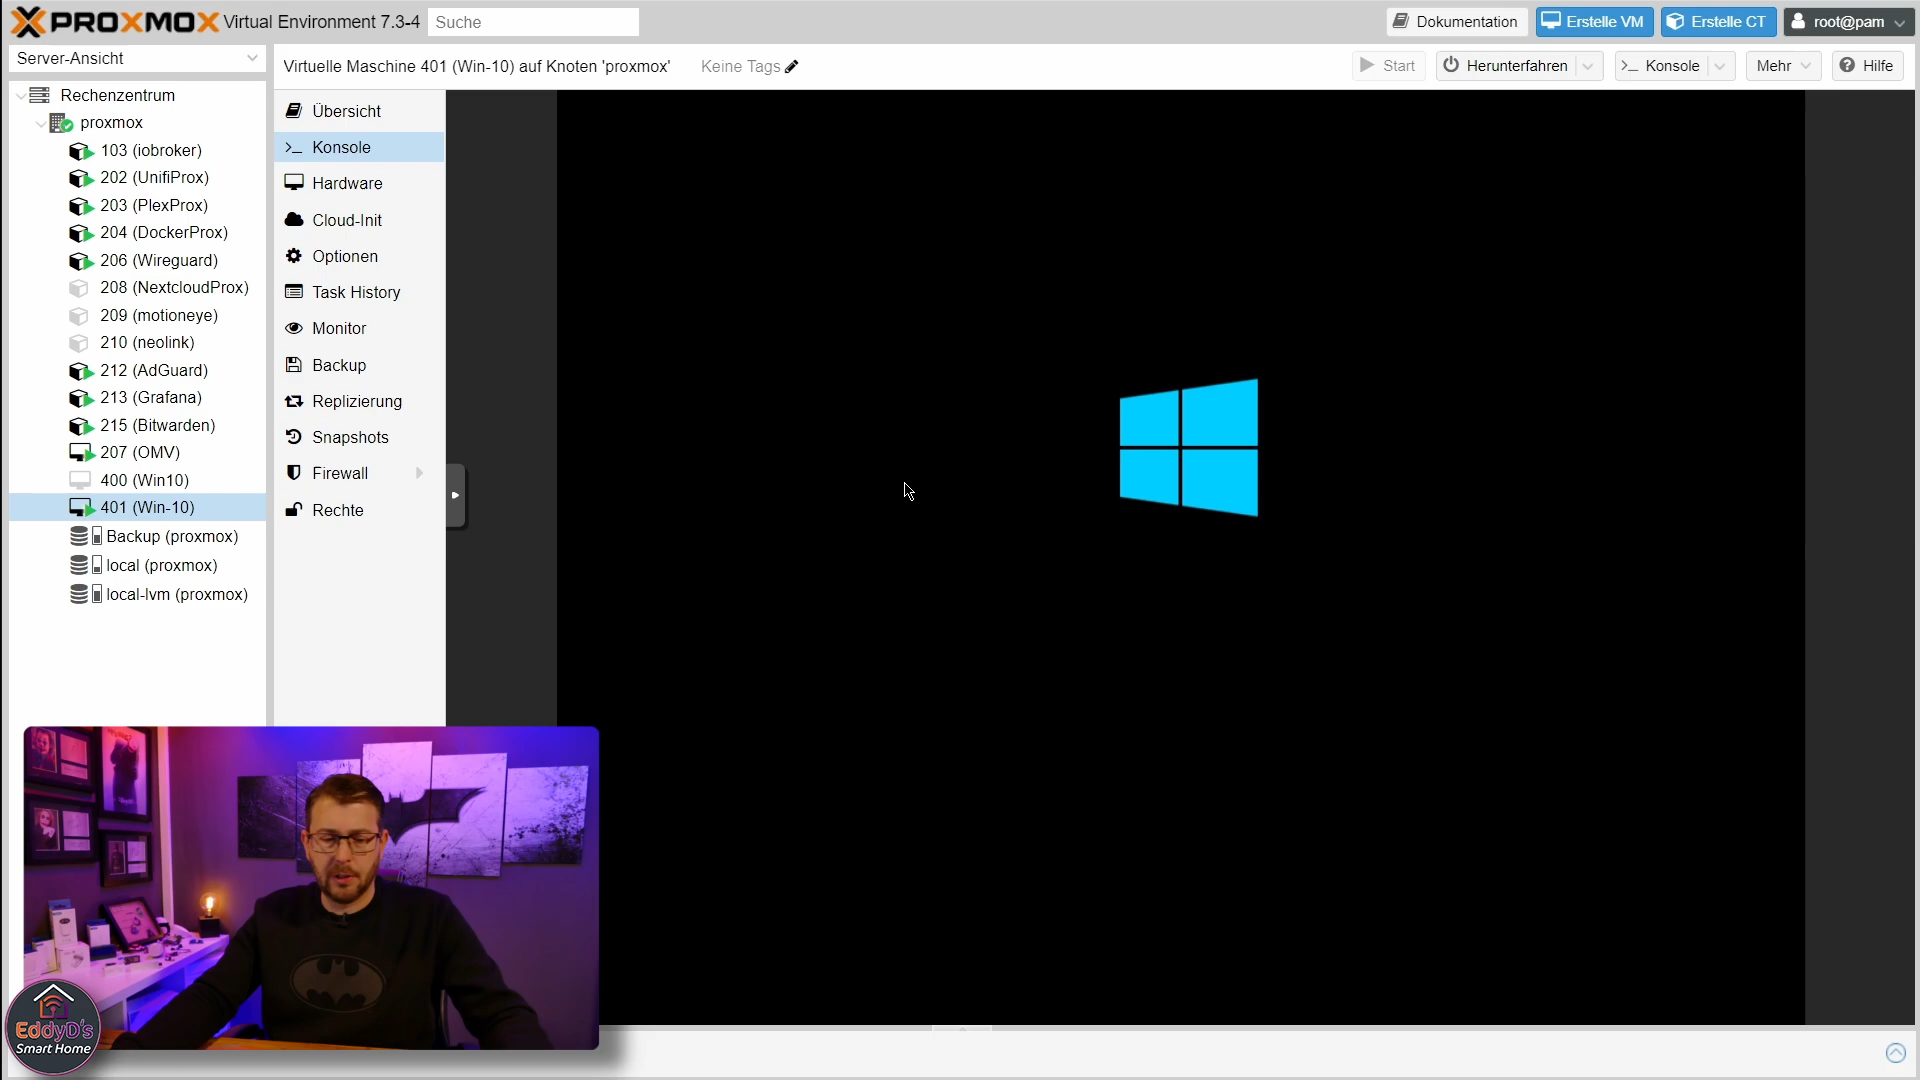 PROXMOX Virtual Environment 7.3-4
Suche
Dokumentation
Erstelle VM
Erstelle CT
root@pam
Server-Ansicht
Virtuelle Maschine 401 (Win-10) auf Knoten 'proxmox'
Keine Tags
Start
Herunterfahren
Konsole
Mehr
Hilfe
Rechenzentrum
proxmox
103 (iobroker)
202 (UnifiProx)
203 (PlexProx)
204 (DockerProx)
206 (Wireguard)
208 (NextcloudProx)
209 (motioneye)
210 (neolink)
212 (AdGuard)
213 (Grafana)
215 (Bitwarden)
207 (OMV)
400 (Win10)
401 (Win-10)
Backup (proxmox)
local (proxmox)
local-lvm (proxmox)
Übersicht
Konsole
Hardware
Cloud-Init
Optionen
Task History
Monitor
Backup
Replizierung
Snapshots
Firewall
Rechte
EddyD's
Smart Home